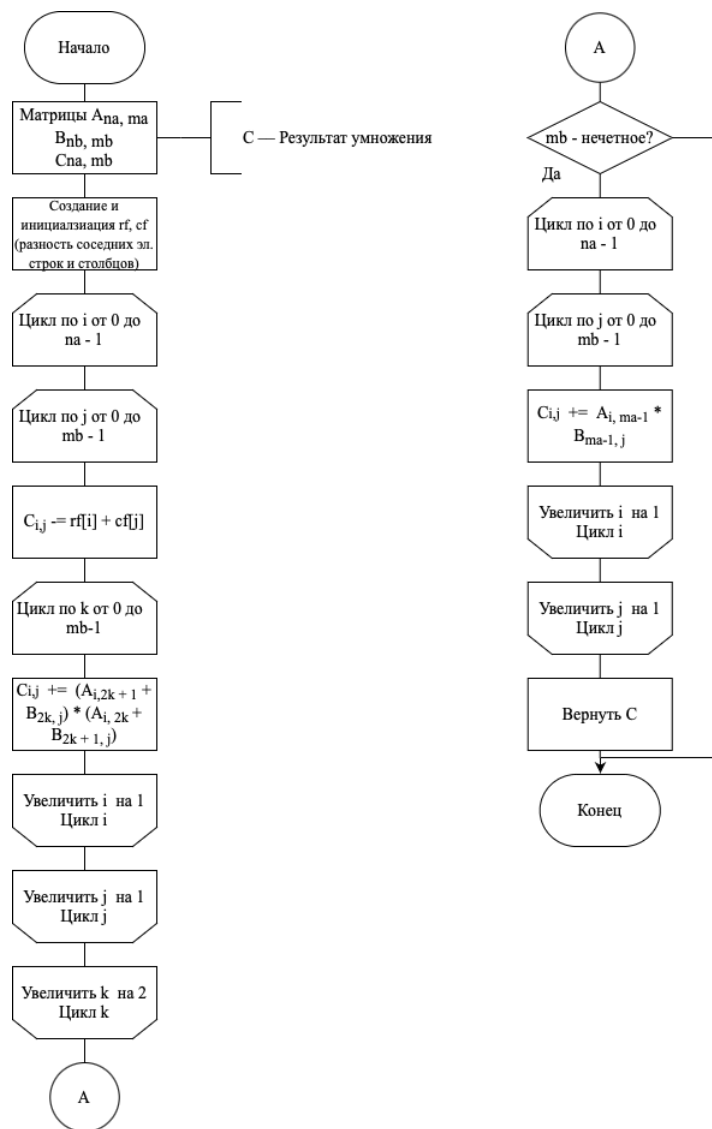 Начало
Матрицы Ana, ma
Bnb, mb
Cna, mb
C — Результат умножения
Создание и
инициалзиация rf, cf
(разность соседних эл.
строк и столбцов)
Цикл по i от 0 до
na - 1
Цикл по j от 0 до
mb - 1
Ci,j -= rf[i] + cf[j]
Цикл по k от 0 до
mb-1
Ci,j += (Ai,2k + 1 +
B2k, j) * (Ai, 2k +
B2k + 1, j)
Увеличить i на 1
Цикл i
Увеличить j на 1
Цикл j
Увеличить k на 2
Цикл k
A
A
mb - нечетное?
Да
Цикл по i от 0 до
na - 1
Цикл по j от 0 до
mb - 1
Ci,j += Ai, ma-1 *
Bma-1, j
Увеличить i на 1
Цикл i
Увеличить j на 1
Цикл j
Вернуть C
Конец